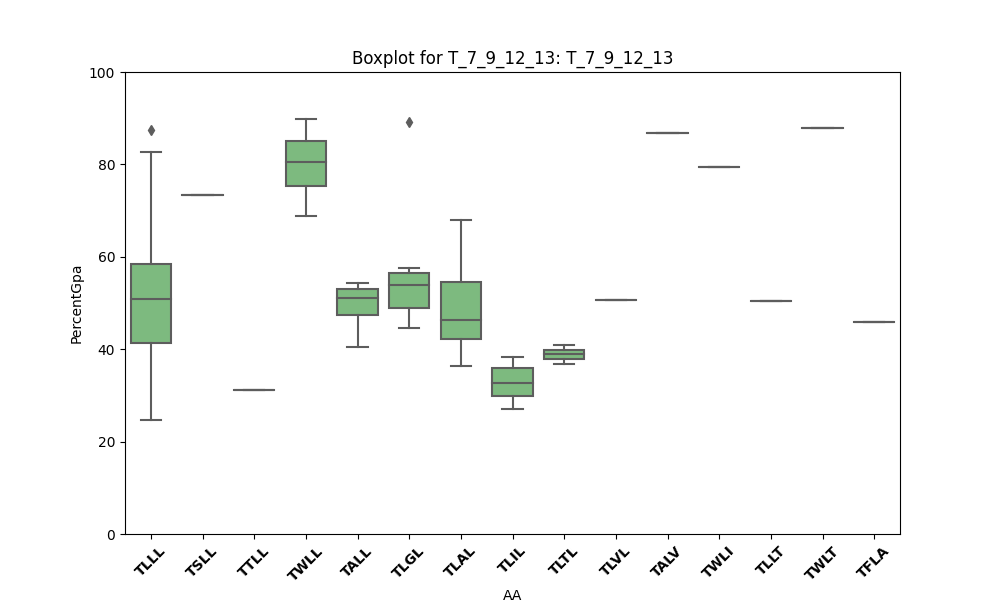 Boxplot for T_7_9_12_13: T_7_9_12_13
100
80
60
40
20
0
PercentGpa
TLLL TSLL TTLL TWLL TALL TLGL TLAL TLIL TLTL TLVL TALV TWLI TLLT TWLT TFLA
AA